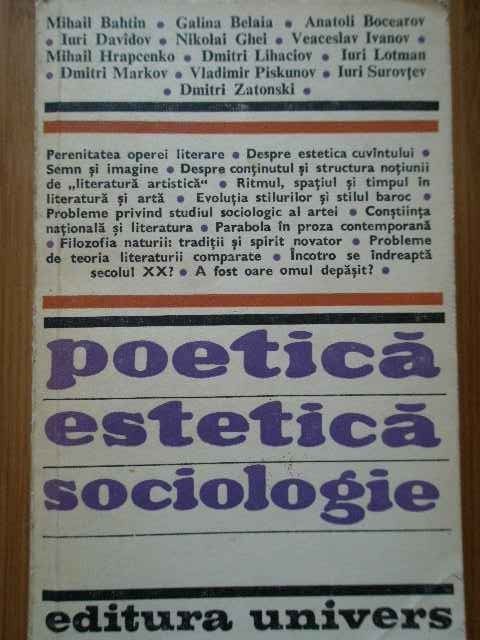 Mihail Bahtin • Galina Belaia • Anatoli Bocearov
• Iuri Davîdov • Nikolai Ghei • Veaceslav Ivanov •
Mihail Hrapcenko • Dmitri Lihaciov • Iuri Lotman
• Dmitri Markov • Vladimir Piskunov • Iuri Surovțev
• Dmitri Zatonski •
Perenitatea operei literare • Despre estetica cuvîntului •
Semn și imagine • Despre conținutul și structura noțiunii
de „literatură artistică“ • Ritmul, spațiul și timpul în
literatură și artă • Evoluția stilurilor și stilul baroc •
Probleme privind studiul sociologic al artei • Conștiința
națională și literatura • Parabola în proza contemporană
• Filozofia naturii: tradiții și spirit novator • Probleme
de teoria literaturii comparate • Încotro se îndreaptă
secolul XX? • A fost oare omul depășit? •
poetică
estetică
sociologie
editura univers